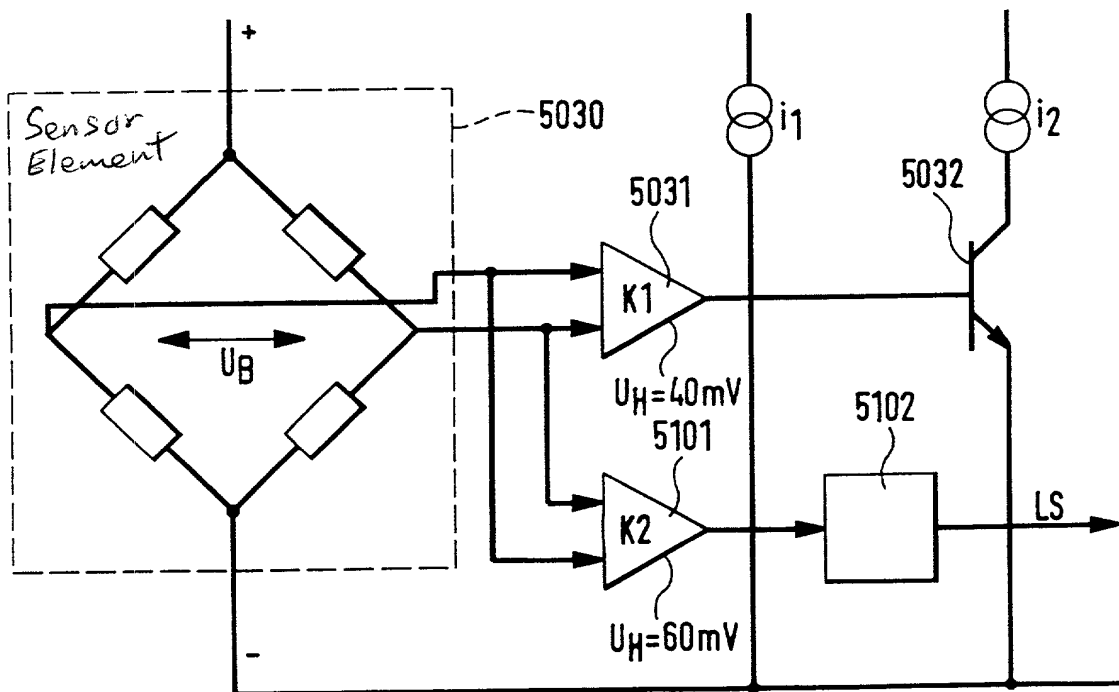 +
Sensor
Element
5030
i1
i2
5032
5031
K1
UB
UH=40mV
5101
5102
K2
LS
UH=60mV
-